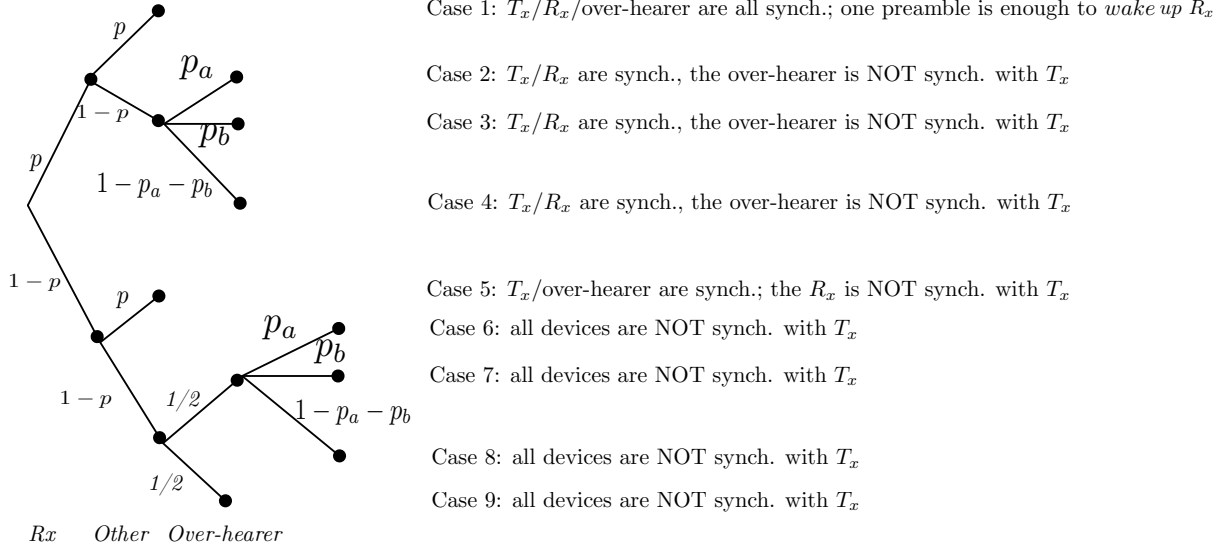 Case 1: Tx/Rx/over-hearer are all synch.; one preamble is enough to wake up Rx
p
pa
Case 2: Tx/Rx are synch., the over-hearer is NOT synch. with Tx
1 − p
pb
Case 3: Tx/Rx are synch., the over-hearer is NOT synch. with Tx
p
1 − pa − pb
Case 4: Tx/Rx are synch., the over-hearer is NOT synch. with Tx
1 − p
p
Case 5: Tx/over-hearer are synch.; the Rx is NOT synch. with Tx
pa
Case 6: all devices are NOT synch. with Tx
pb
Case 7: all devices are NOT synch. with Tx
1 − p
1/2
1 − pa − pb
Case 8: all devices are NOT synch. with Tx
1/2
Case 9: all devices are NOT synch. with Tx
Rx Other Over-hearer